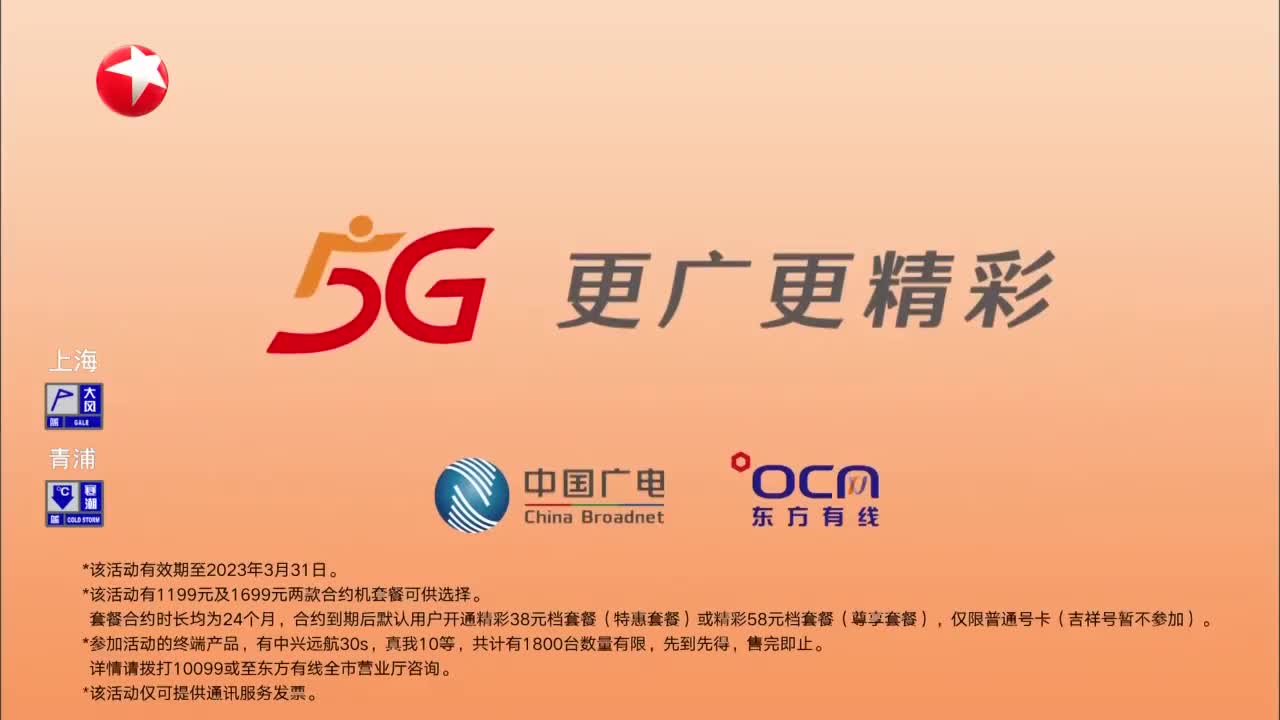 5G 更广更精彩
上海
大风
蓝 GALE
青浦
℃ 寒潮
蓝 COLD STORM
中国广电
China Broadnet
OCN
东方有线
*该活动有效期至2023年3月31日。
*该活动有1199元及1699元两款合约机套餐可供选择。
套餐合约时长均为24个月，合约到期后默认用户开通精彩38元档套餐（特惠套餐）或精彩58元档套餐（尊享套餐），仅限普通号卡（吉祥号暂不参加）。
*参加活动的终端产品，有中兴远航30s，真我10等，共计有1800台数量有限，先到先得，售完即止。
详情请拨打10099或至东方有线全市营业厅咨询。
*该活动仅可提供通讯服务发票。